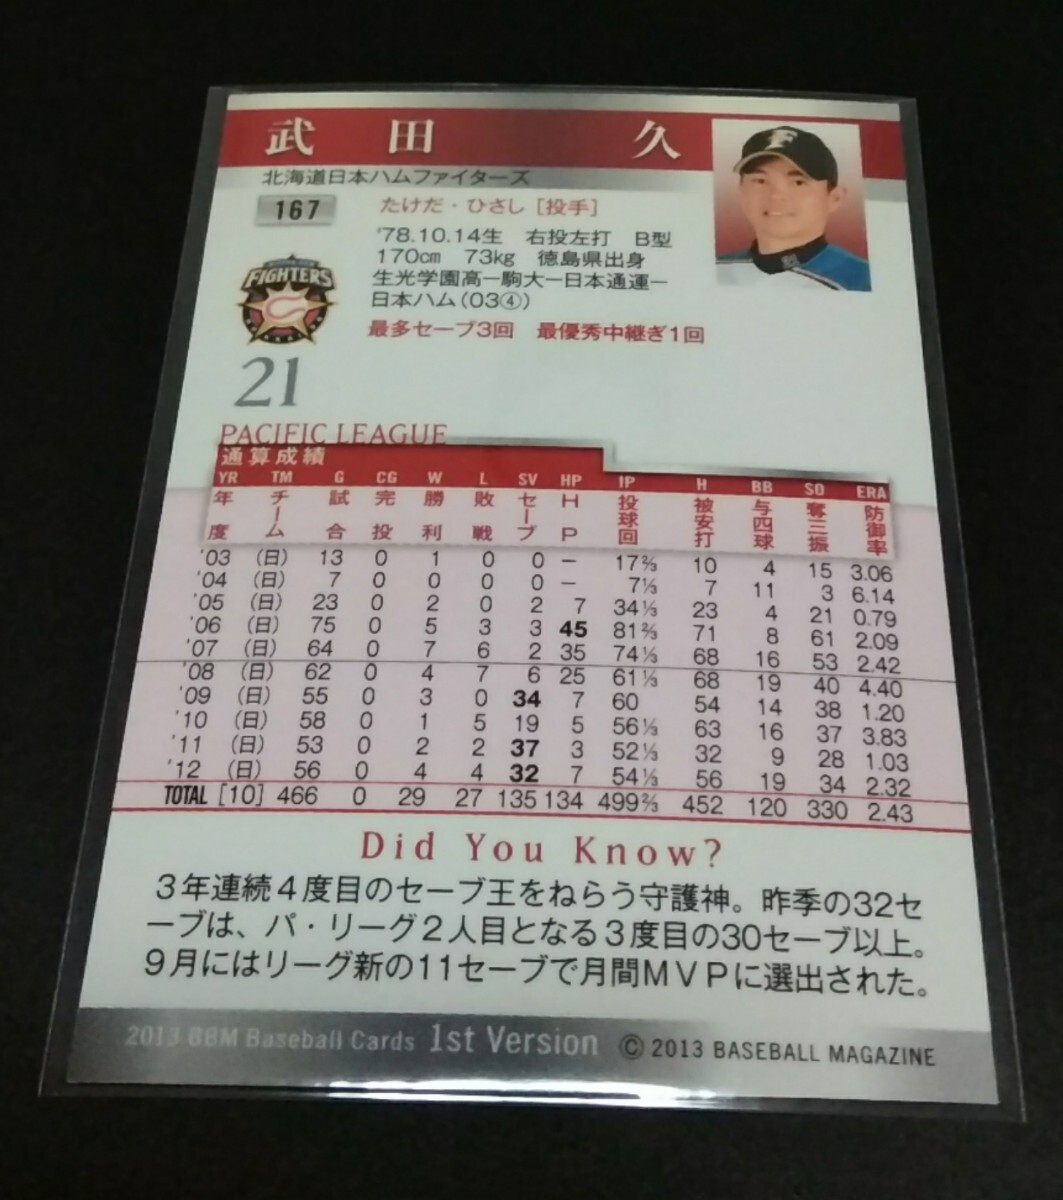 武田 久
北海道日本ハムファイターズ
167
たけだ・ひさし［投手］
'78.10.14生 右投左打 B型
170cm 73kg 徳島県出身
生光学園高ー駒大ー日本通運ー
日本ハム(03④)
最多セーブ3回 最優秀中継ぎ1回
FIGHTERS
21
PACIFIC LEAGUE
通算成績
YR TM G CG W L SV HP IP H BB SO ERA
年度 チーム 試合 完投 勝利 敗戦 セーブ HP 投球回 被安打 与四球 奪三振 防御率
'03 (日) 13 0 1 0 0 － 17⅔ 10 4 15 3.06
'04 (日) 7 0 0 0 0 － 7⅓ 7 11 3 6.14
'05 (日) 23 0 2 0 2 7 34⅓ 23 4 21 0.79
'06 (日) 75 0 5 3 3 45 81⅔ 71 8 61 2.09
'07 (日) 64 0 7 6 2 35 74⅓ 68 16 53 2.42
'08 (日) 62 0 4 7 6 25 61⅓ 68 19 40 4.40
'09 (日) 55 0 3 0 34 7 60 54 14 38 1.20
'10 (日) 58 0 1 5 19 5 56⅓ 63 16 37 3.83
'11 (日) 53 0 2 2 37 3 52⅓ 32 9 28 1.03
'12 (日) 56 0 4 4 32 7 54⅓ 56 19 34 2.32
TOTAL [10] 466 0 29 27 135 134 499⅔ 452 120 330 2.43
Did You Know?
3年連続4度目のセーブ王をねらう守護神。昨季の32セ
ーブは、パ・リーグ2人目となる3度目の30セーブ以上。
9月にはリーグ新の11セーブで月間MVPに選出された。
2013 BBM Baseball Cards 1st Version © 2013 BASEBALL MAGAZINE